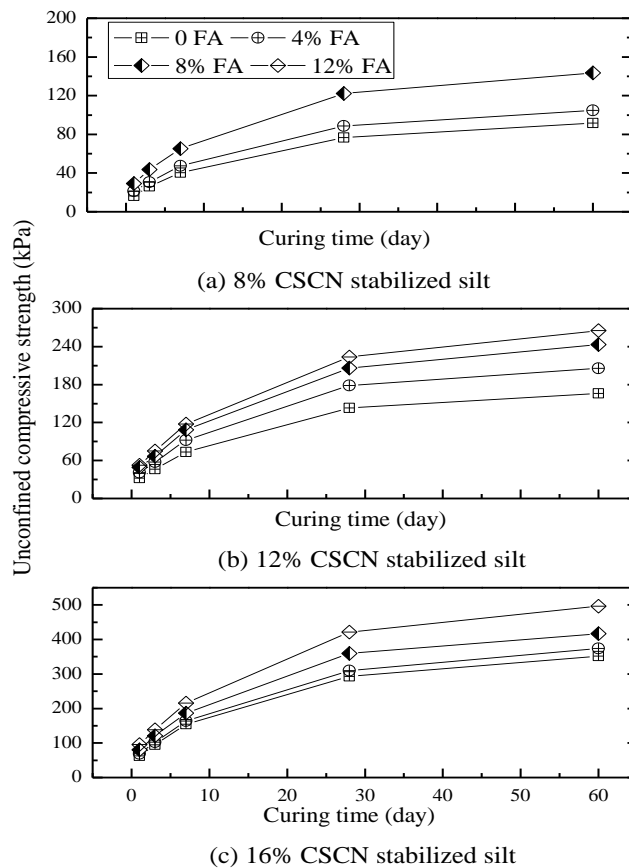 200
160
120
80
40
0
0 FA 4% FA
8% FA 12% FA
Unconfined compressive strength (kPa)
Curing time (day)
(a) 8% CSCN stabilized silt
300
240
180
120
60
0
Curing time (day)
(b) 12% CSCN stabilized silt
500
400
300
200
100
0
0 10 20 30 40 50 60
Curing time (day)
(c) 16% CSCN stabilized silt